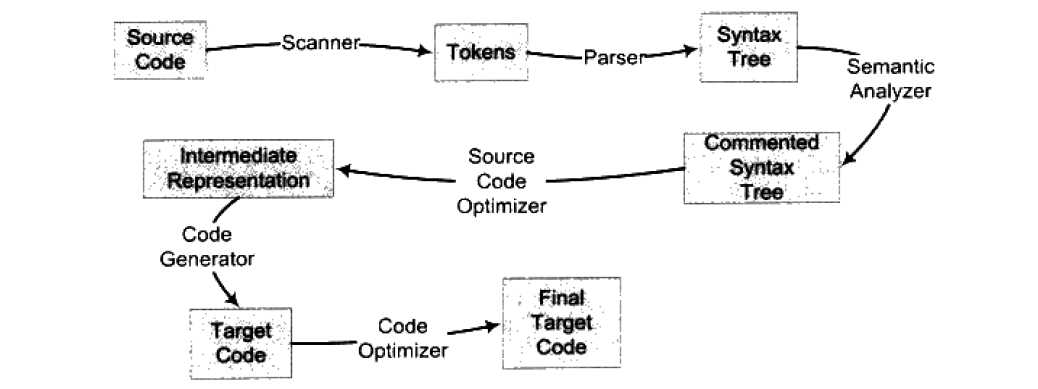 Source
Code
Scanner
Tokens
Parser
Syntax
Tree
Semantic
Analyzer
Commented
Syntax
Tree
Source
Code
Optimizer
Intermediate
Representation
Code
Generator
Target
Code
Code
Optimizer
Final
Target
Code